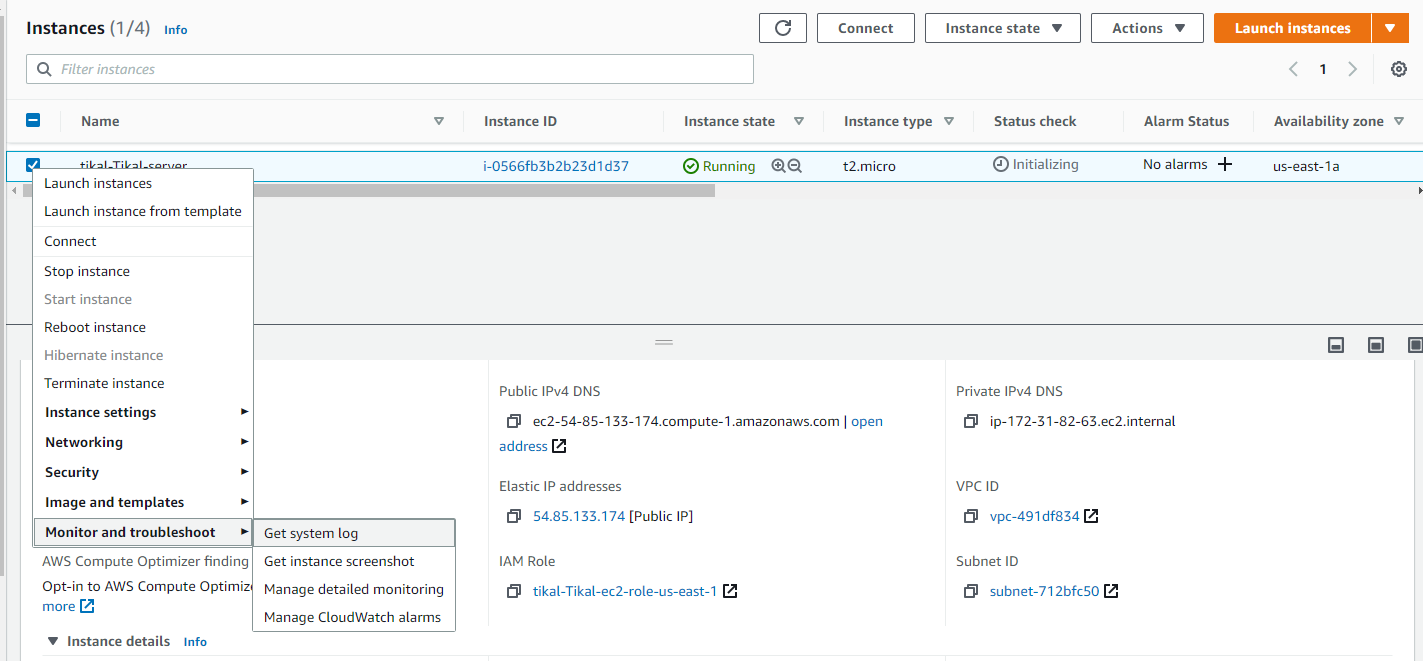 Instances (1/4) Info
Connect
Instance state
Actions
Launch instances
Filter instances
1
Name
Instance ID
Instance state
Instance type
Status check
Alarm Status
Availability zone
tikal-Tikal-server
i-0566fb3b2b23d1d37
Running
t2.micro
Initializing
No alarms
us-east-1a
Launch instances
Launch instance from template
Connect
Stop instance
Start instance
Reboot instance
Hibernate instance
Terminate instance
Instance settings
Networking
Security
Image and templates
Monitor and troubleshoot
Get system log
Get instance screenshot
Manage detailed monitoring
Manage CloudWatch alarms
Public IPv4 DNS
ec2-54-85-133-174.compute-1.amazonaws.com | open
address
Private IPv4 DNS
ip-172-31-82-63.ec2.internal
Elastic IP addresses
54.85.133.174 [Public IP]
VPC ID
vpc-491df834
AWS Compute Optimizer finding
Opt-in to AWS Compute Optimize
more
IAM Role
tikal-Tikal-ec2-role-us-east-1
Subnet ID
subnet-712bfc50
Instance details Info